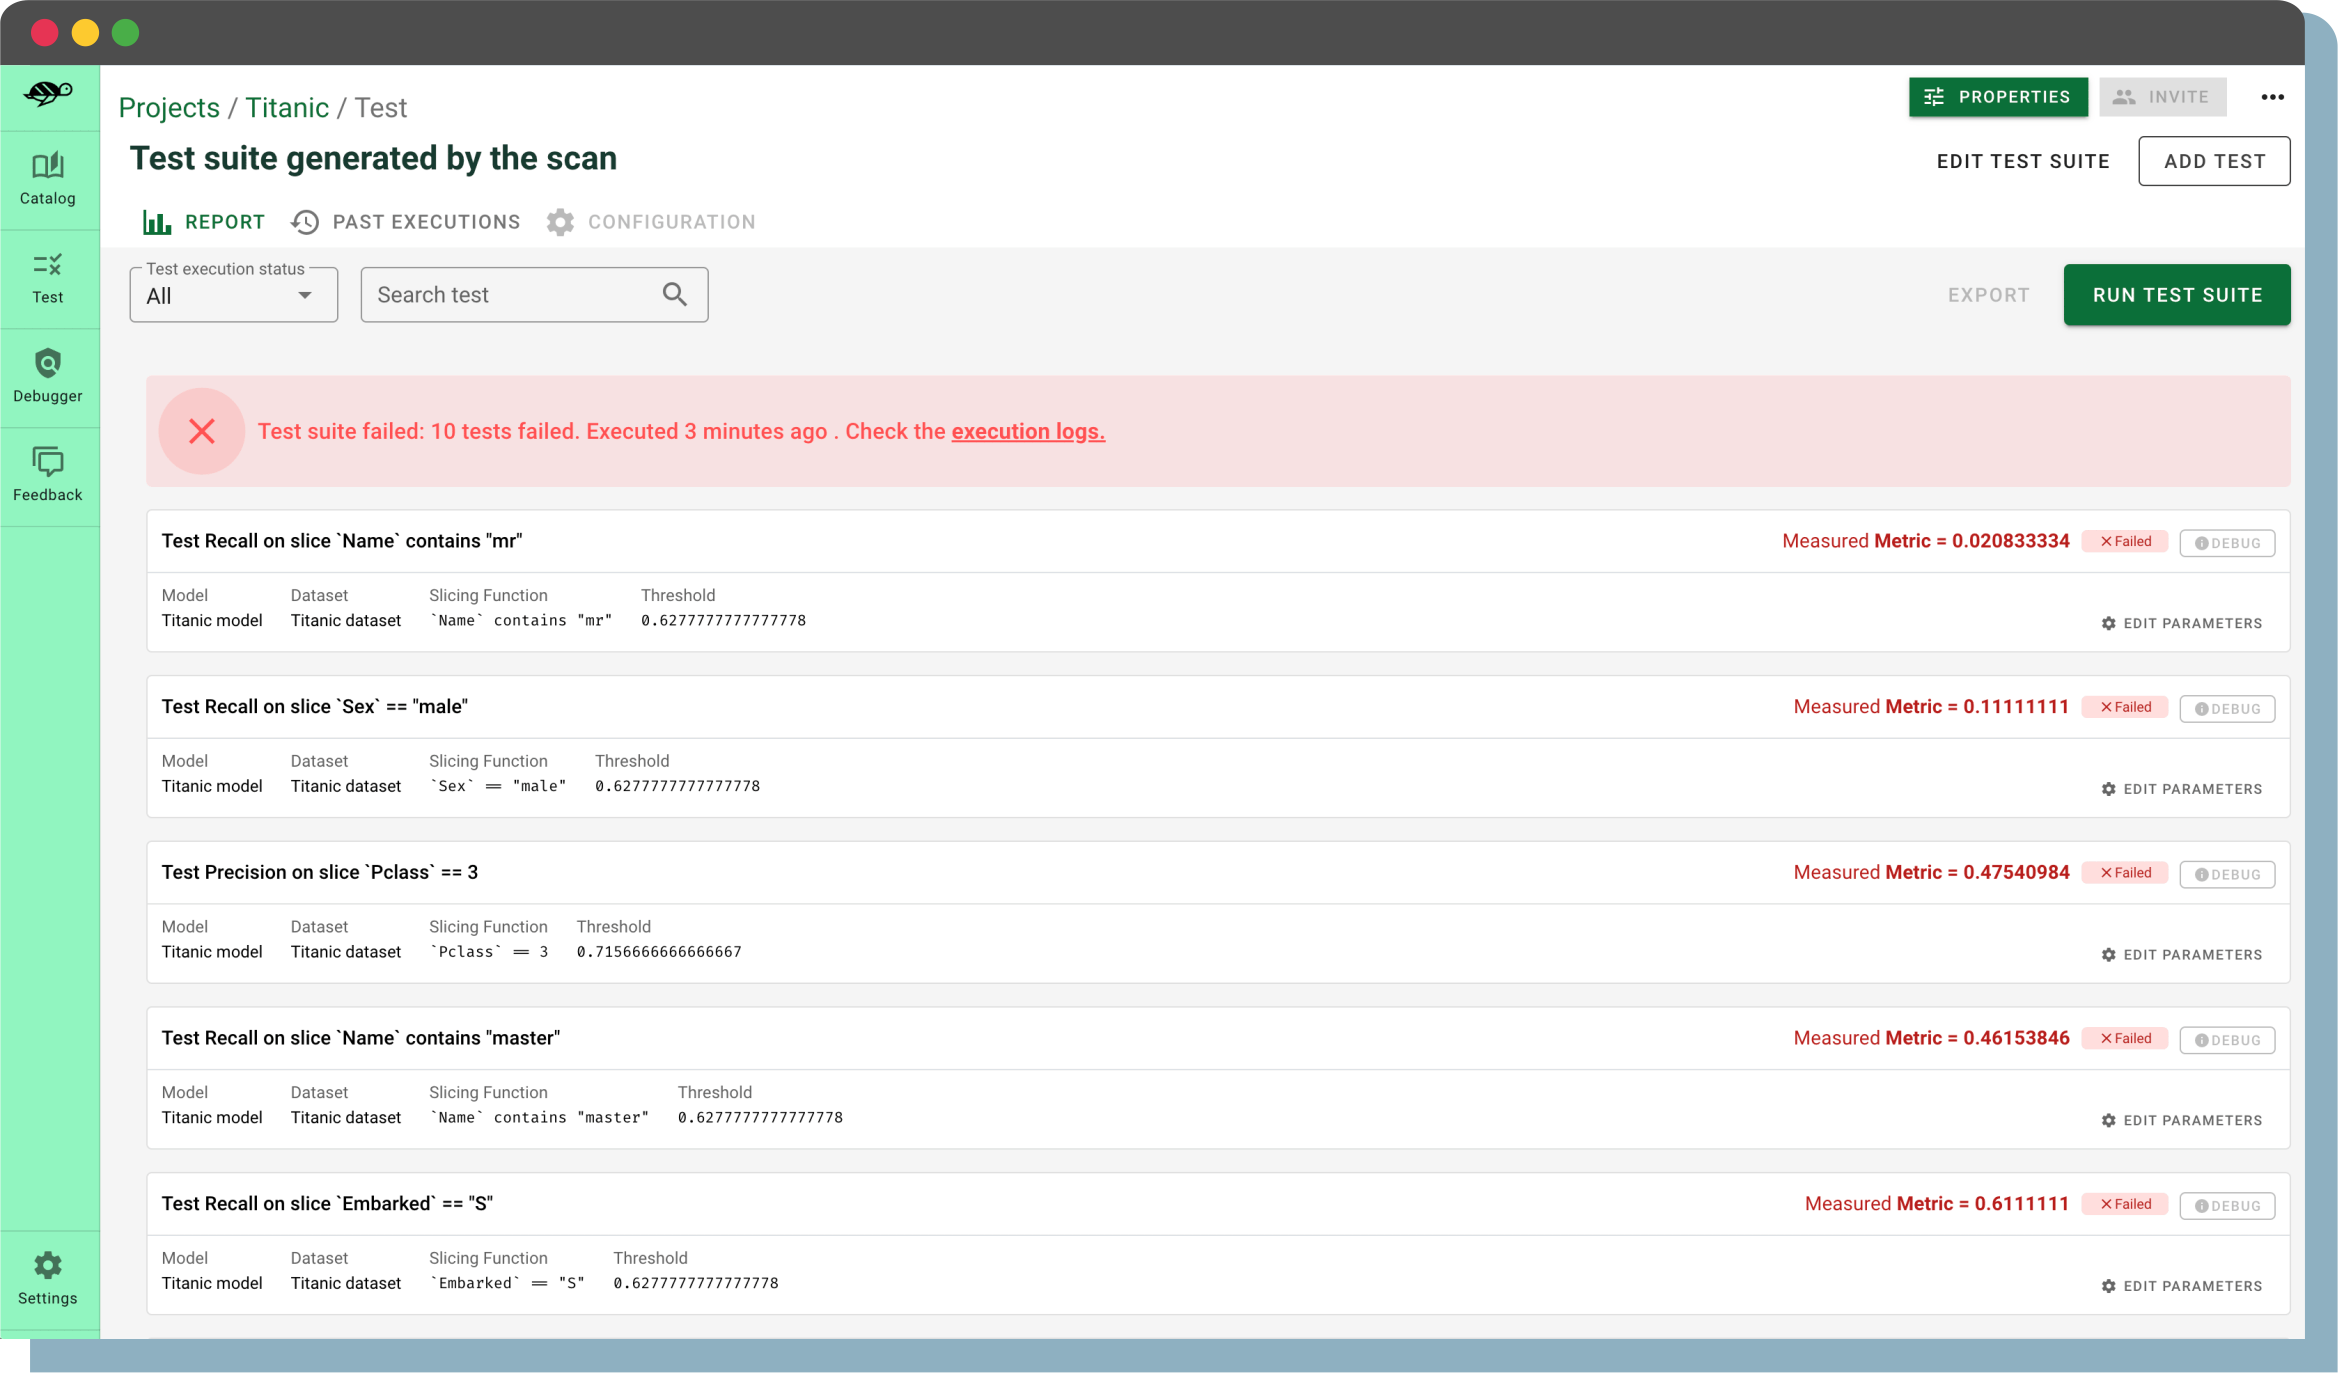 Projects / Titanic / Test
PROPERTIES
INVITE
Test suite generated by the scan
EDIT TEST SUITE
ADD TEST
Catalog
Test
Debugger
Feedback
Settings
REPORT
PAST EXECUTIONS
CONFIGURATION
Test execution status
All
Search test
EXPORT
RUN TEST SUITE
Test suite failed: 10 tests failed. Executed 3 minutes ago . Check the execution logs.
Test Recall on slice `Name` contains "mr"
Measured Metric = 0.020833334
Failed
DEBUG
Model Dataset Slicing Function Threshold
Titanic model Titanic dataset `Name` contains "mr" 0.6277777777777778
EDIT PARAMETERS
Test Recall on slice `Sex` == "male"
Measured Metric = 0.11111111
Failed
DEBUG
Model Dataset Slicing Function Threshold
Titanic model Titanic dataset `Sex` == "male" 0.6277777777777778
EDIT PARAMETERS
Test Precision on slice `Pclass` == 3
Measured Metric = 0.47540984
Failed
DEBUG
Model Dataset Slicing Function Threshold
Titanic model Titanic dataset `Pclass` == 3 0.7156666666666667
EDIT PARAMETERS
Test Recall on slice `Name` contains "master"
Measured Metric = 0.46153846
Failed
DEBUG
Model Dataset Slicing Function Threshold
Titanic model Titanic dataset `Name` contains "master" 0.6277777777777778
EDIT PARAMETERS
Test Recall on slice `Embarked` == "S"
Measured Metric = 0.6111111
Failed
DEBUG
Model Dataset Slicing Function Threshold
Titanic model Titanic dataset `Embarked` == "S" 0.6277777777777778
EDIT PARAMETERS